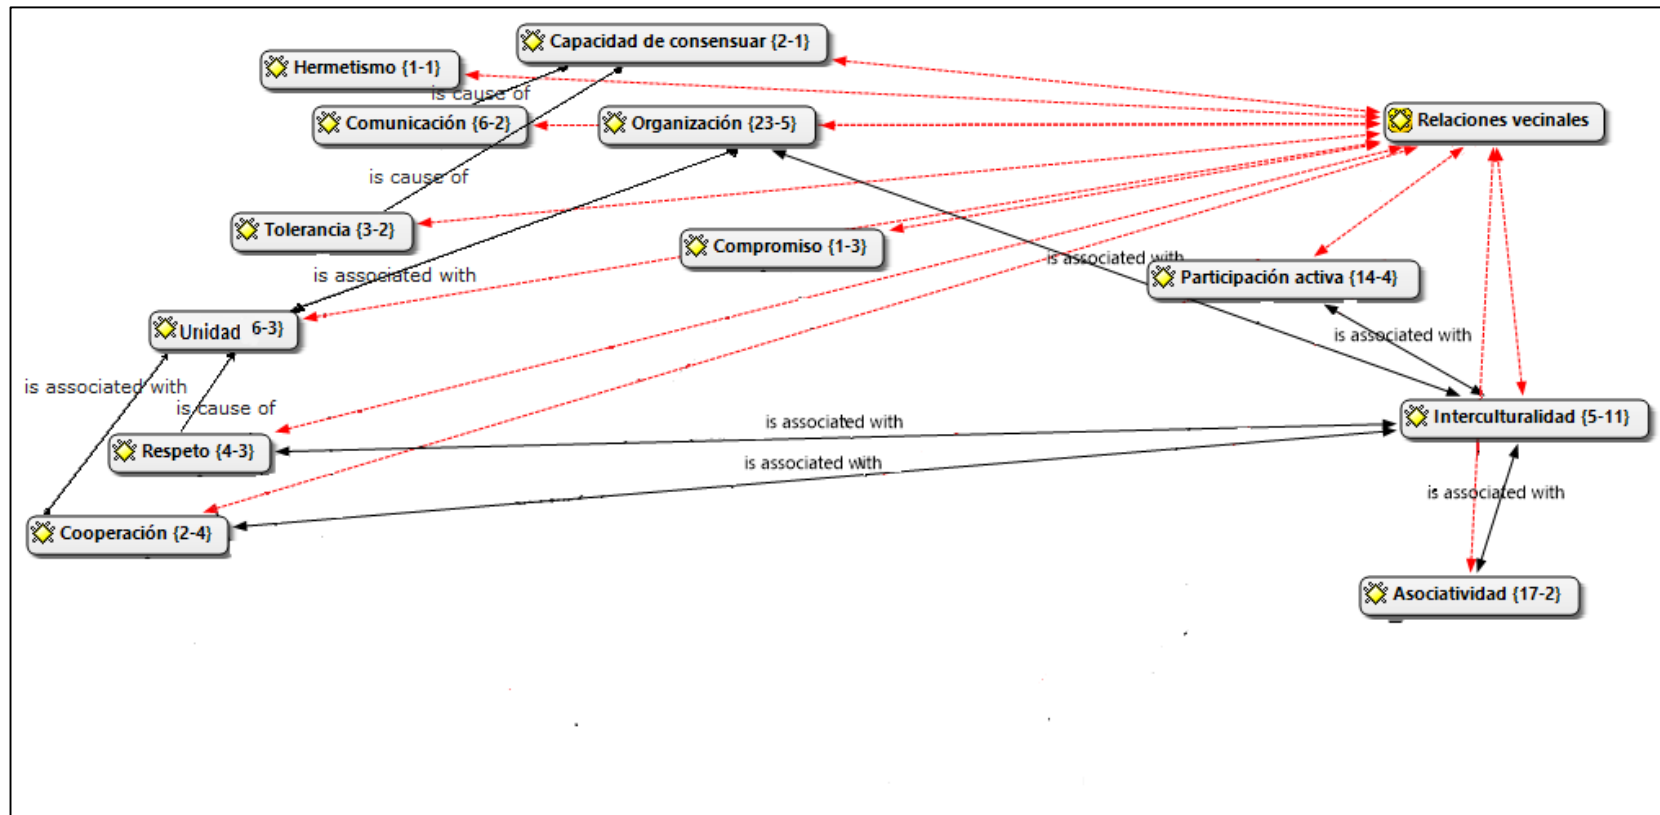 Capacidad de consensuar {2-1}
Hermetismo {1-1}
is cause of
Comunicación {6-2}
Organización {23-5}
Relaciones vecinales
is cause of
Tolerancia {3-2}
Compromiso {1-3}
is associated with
is associated with
Participación activa {14-4}
Unidad 6-3}
is associated with
is associated with
is cause of
is associated with
Interculturalidad {5-11}
Respeto {4-3}
is associated with
is associated with
Cooperación {2-4}
Asociatividad {17-2}